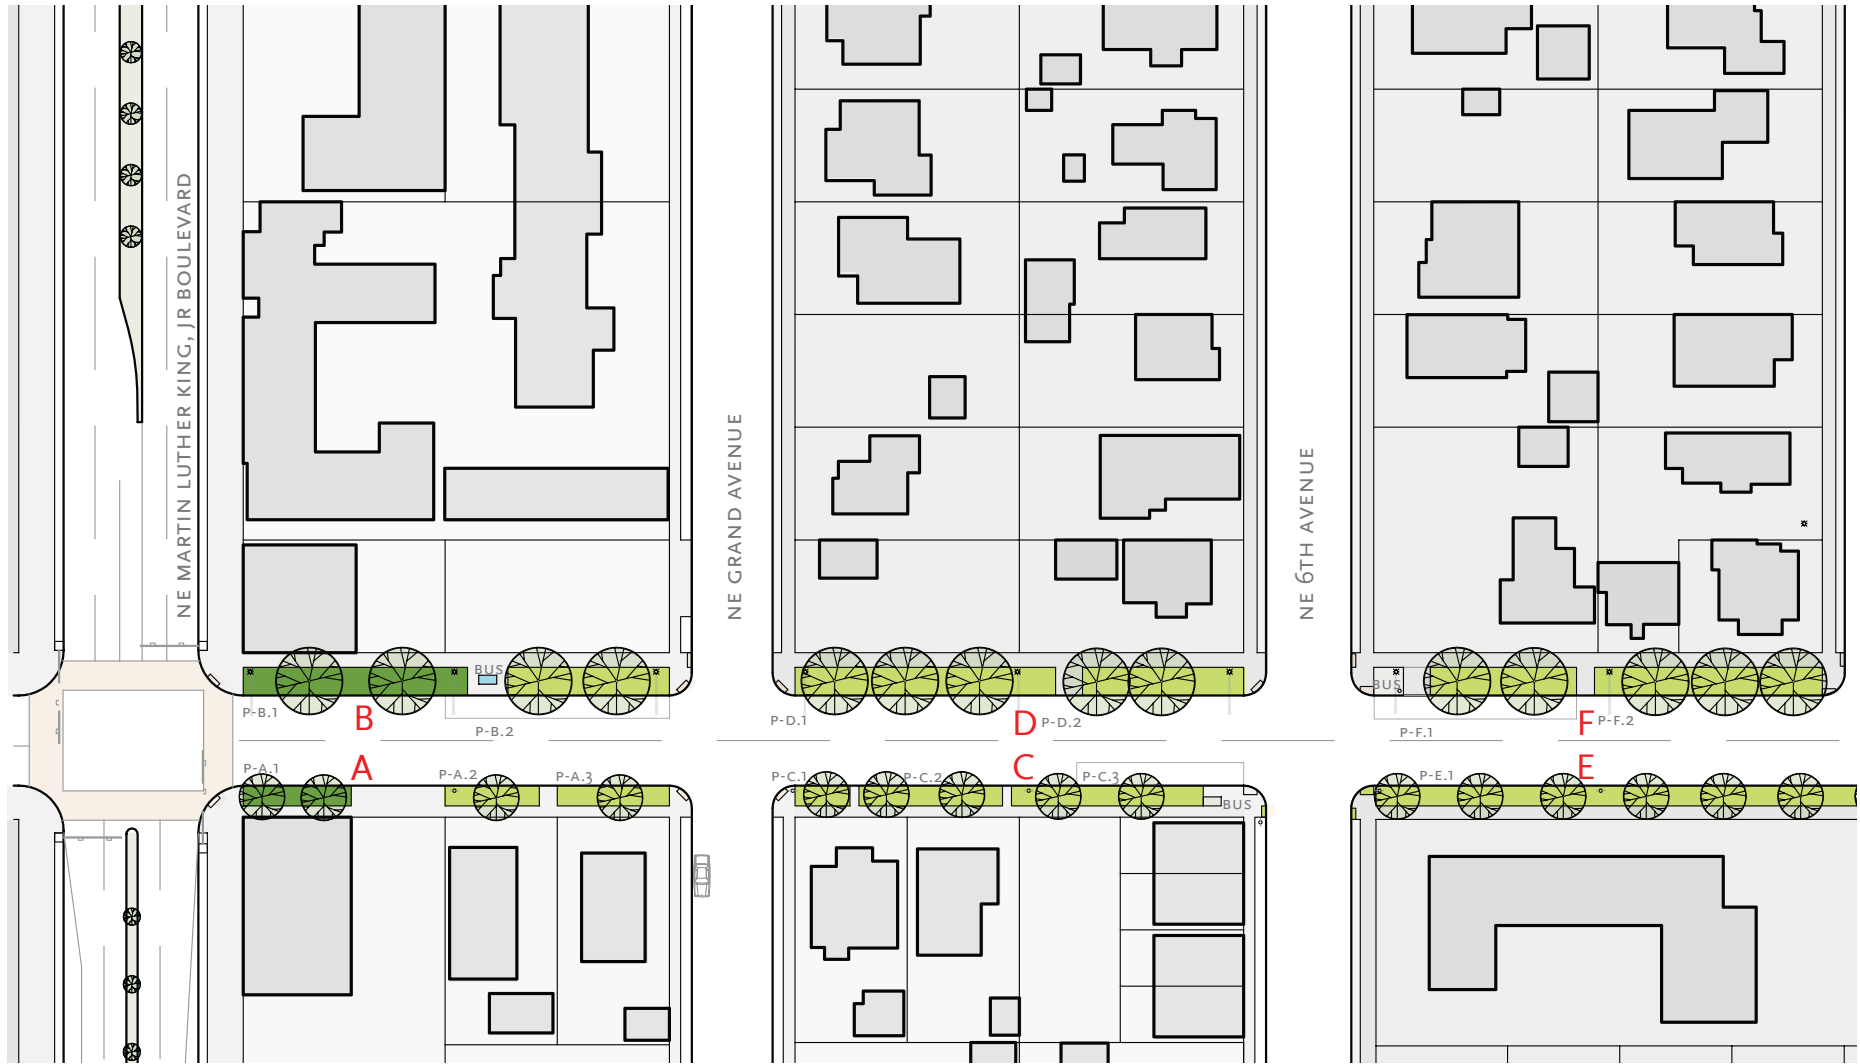 NE MARTIN LUTHER KING, JR BOULEVARD
NE GRAND AVENUE
NE 6TH AVENUE
BUS
BUS
P-B.1
B
P-B.2
P-D.1
D
P-D.2
P-F.1
F
P-F.2
P-A.1
A
P-A.2
P-A.3
P-C.1
P-C.2
C
P-C.3
P-E.1
E
BUS